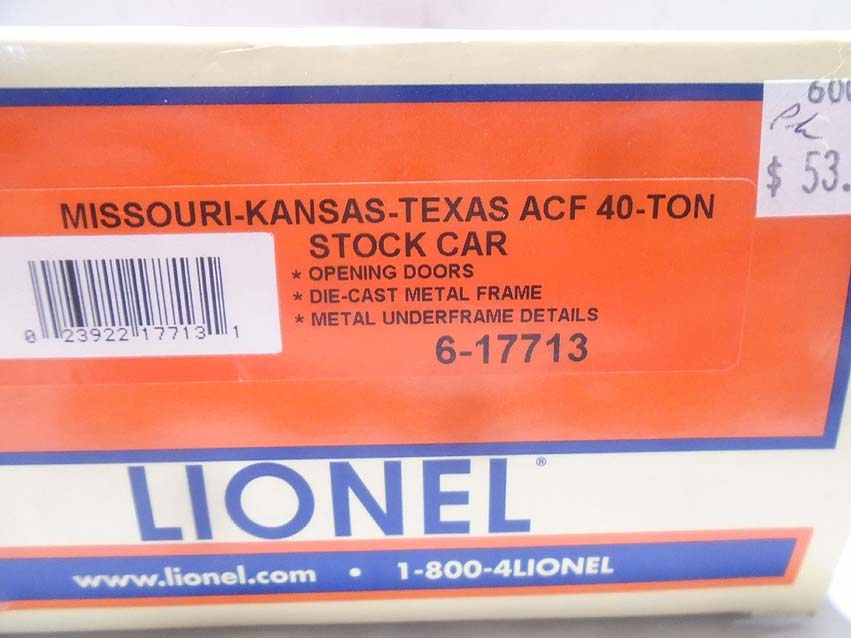 $ 53.
MISSOURI-KANSAS-TEXAS ACF 40-TON
STOCK CAR
* OPENING DOORS
* DIE-CAST METAL FRAME
* METAL UNDERFRAME DETAILS
6-17713
0 23922 17713 1
LIONEL®
www.lionel.com • 1-800-4LIONEL